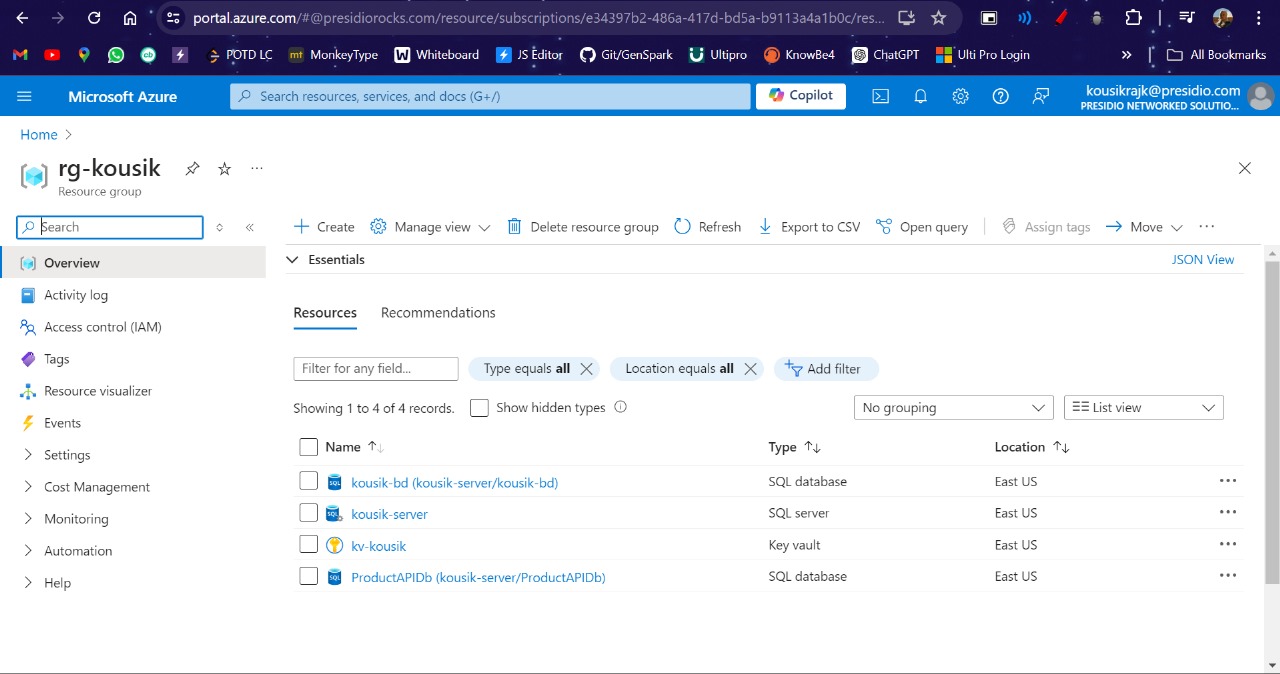 portal.azure.com/#@presidiorocks.com/resource/subscriptions/e34397b2-486a-417d-bd5a-b9113a4a1b0c/res...
POTD LC mt MonkeyType W Whiteboard JS Editor Git/GenSpark Ultipro KnowBe4 ChatGPT Ulti Pro Login » All Bookmarks
Microsoft Azure
Search resources, services, and docs (G+/)
Copilot
kousikrajk@presidio.com
PRESIDIO NETWORKED SOLUTIO...
Home >
rg-kousik
Resource group
Search
Create Manage view Delete resource group Refresh Export to CSV Open query Assign tags Move ...
Overview
Activity log
Access control (IAM)
Tags
Resource visualizer
Events
Settings
Cost Management
Monitoring
Automation
Help
Essentials
JSON View
Resources Recommendations
Filter for any field...
Type equals all
Location equals all
Add filter
Showing 1 to 4 of 4 records.
Show hidden types
No grouping
List view
Name Type Location
SQL kousik-bd (kousik-server/kousik-bd) SQL database East US ...
SQL kousik-server SQL server East US ...
kv-kousik Key vault East US ...
SQL ProductAPIDb (kousik-server/ProductAPIDb) SQL database East US ...